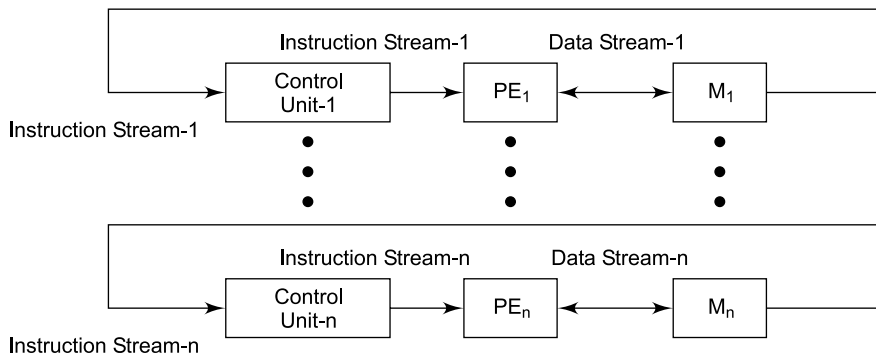 Instruction Stream-1 Data Stream-1
Control
Unit-1
PE₁
M₁
Instruction Stream-1
Instruction Stream-n Data Stream-n
Control
Unit-n
PEₙ
Mₙ
Instruction Stream-n